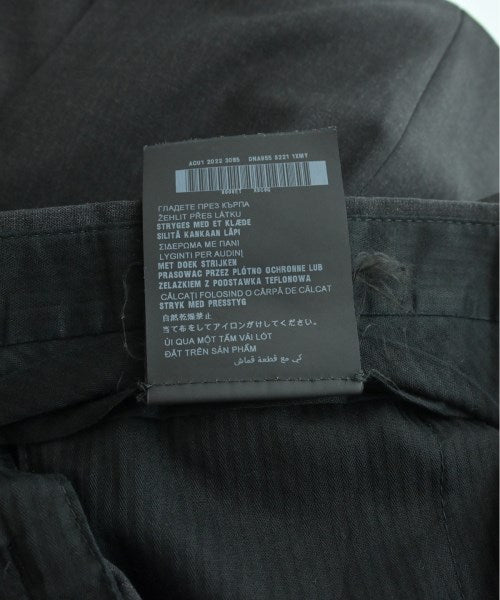 ACU1 2022 3085 DNA955 5221 1XMY
ГЛАДЕТЕ ПРЕЗ КЪРПА
ŽEHLIT PŘES LÁTKU
STRYGES MED ET KLÆDE
SILITÄ KANKAAN LÄPI
ΣΙΔΕΡΩΜΑ ΜΕ ΠΑΝΙ
LYGINTI PER AUDINĮ
MET DOEK STRIJKEN
PRASOWAĆ PRZEZ PŁÓTNO OCHRONNE LUB
ŻELAZKIEM Z PODSTAWKĄ TEFLONOWĄ
CĂLCAȚI FOLOSIND O CÂRPĂ DE CĂLCAT
STRYK MED PRESSTYG
自然乾燥禁止
当て布をしてアイロンがけしてください。
ỦI QUA MỘT TẤM VẢI LÓT
ĐẶT TRÊN SẢN PHẨM
كي مع قطعة قماش